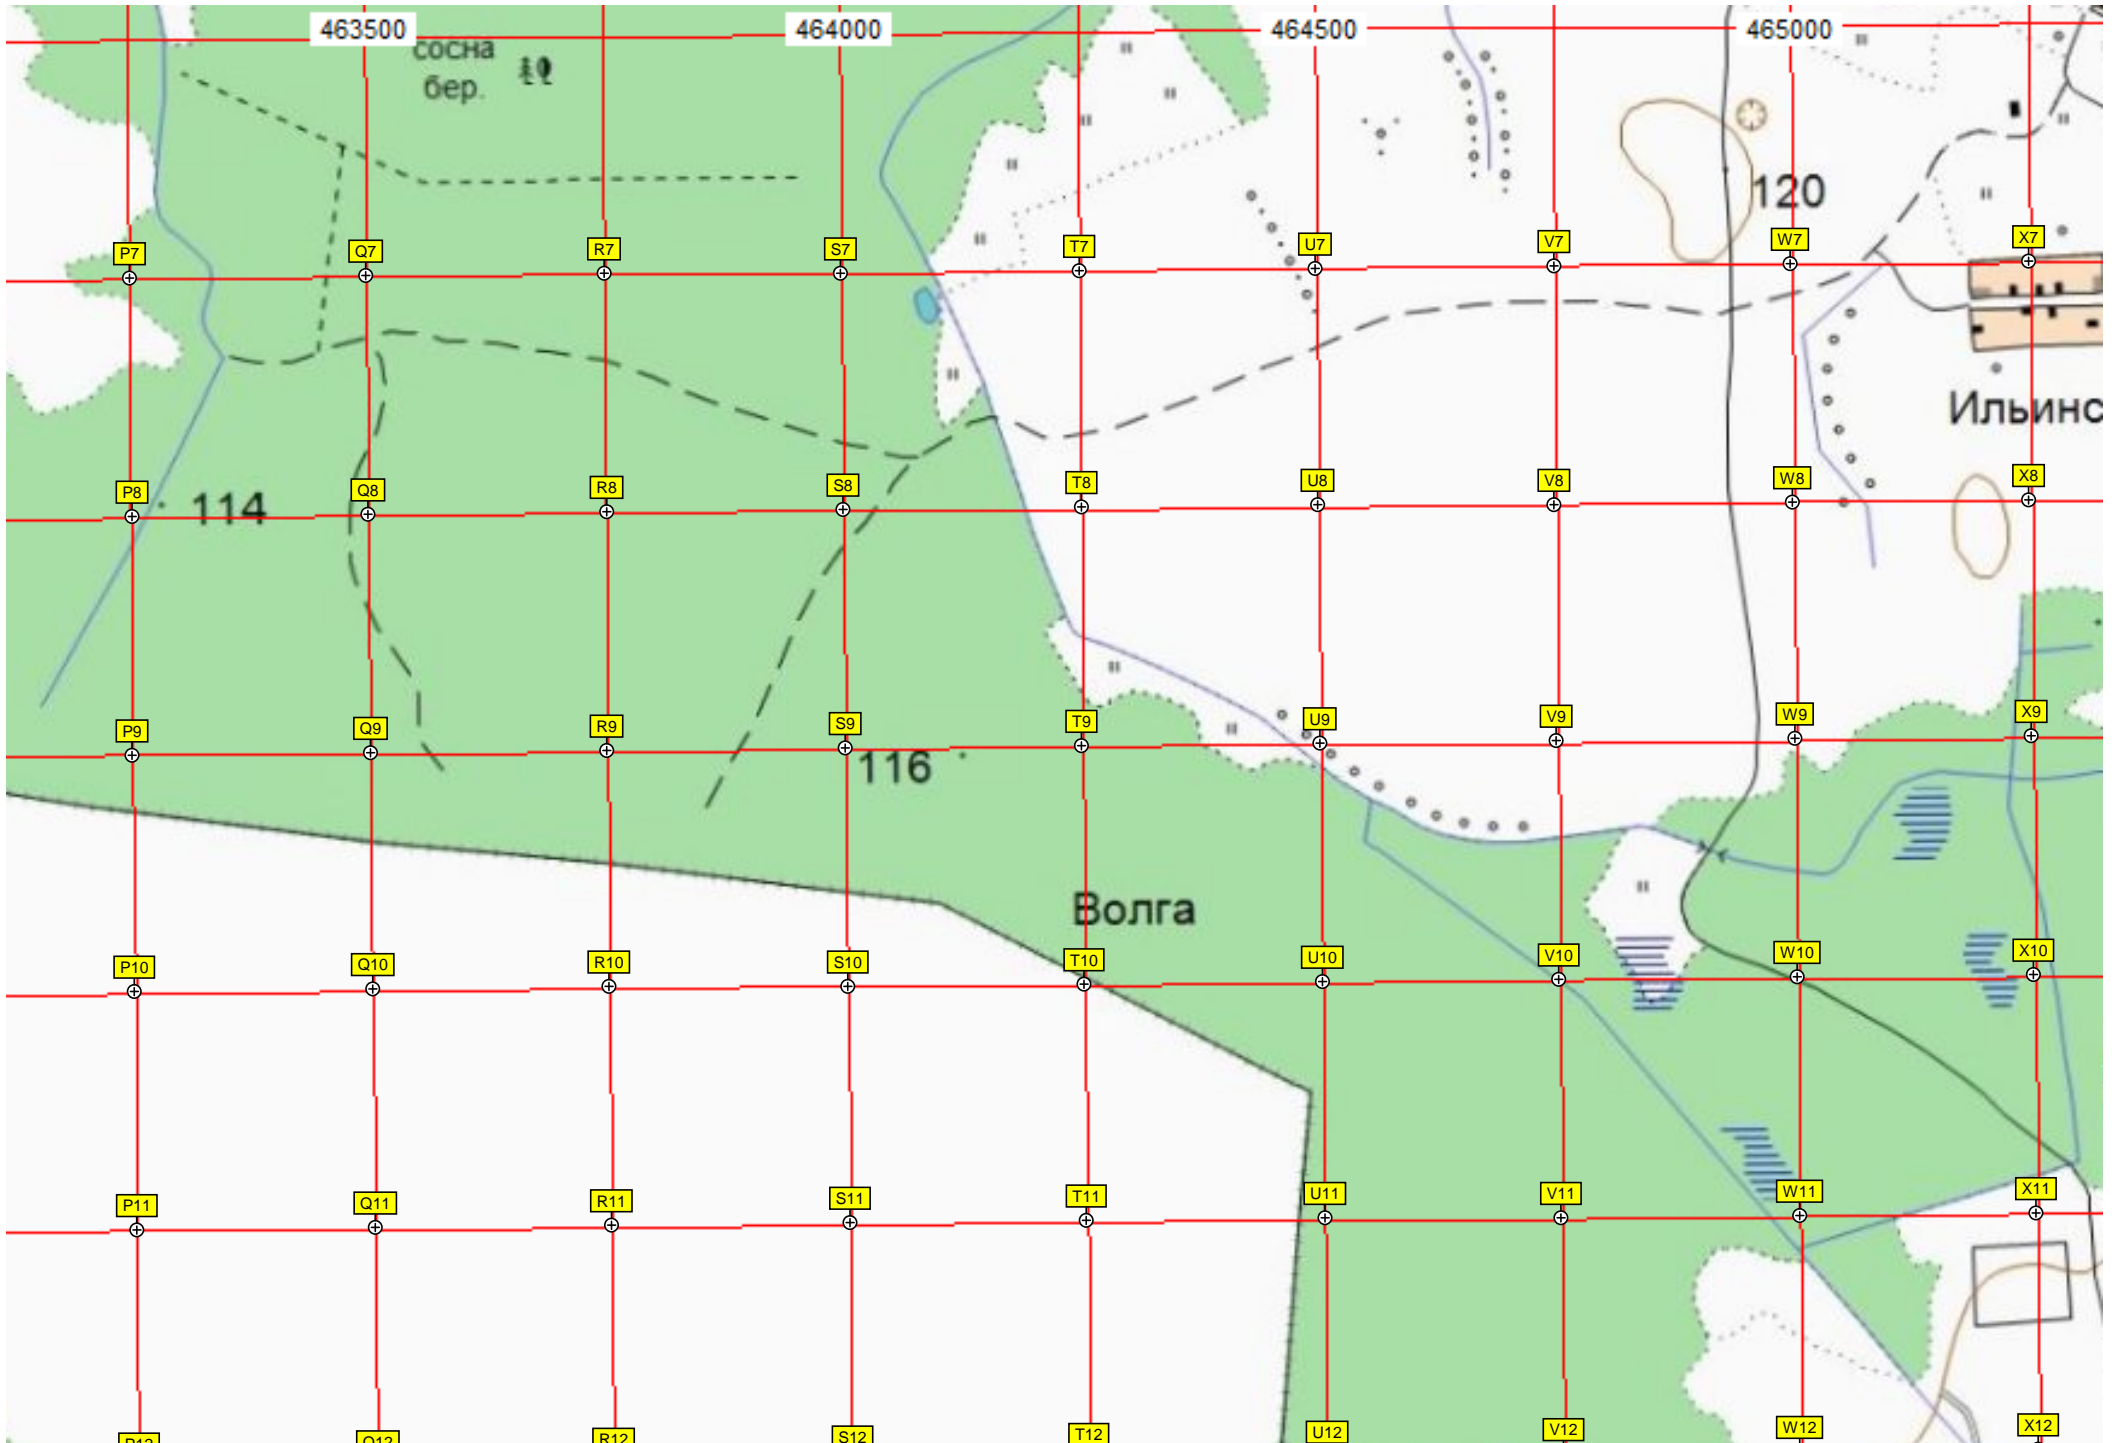 463500 464000 464500 465000
сосна
бер.
120
P7 Q7 R7 S7 T7 U7 V7 W7 X7
Ильинс
P8 Q8 R8 S8 T8 U8 V8 W8 X8
114
P9 Q9 R9 S9 T9 U9 V9 W9 X9
116
Волга
P10 Q10 R10 S10 T10 U10 V10 W10 X10
P11 Q11 R11 S11 T11 U11 V11 W11 X11
P12 Q12 R12 S12 T12 U12 V12 W12 X12